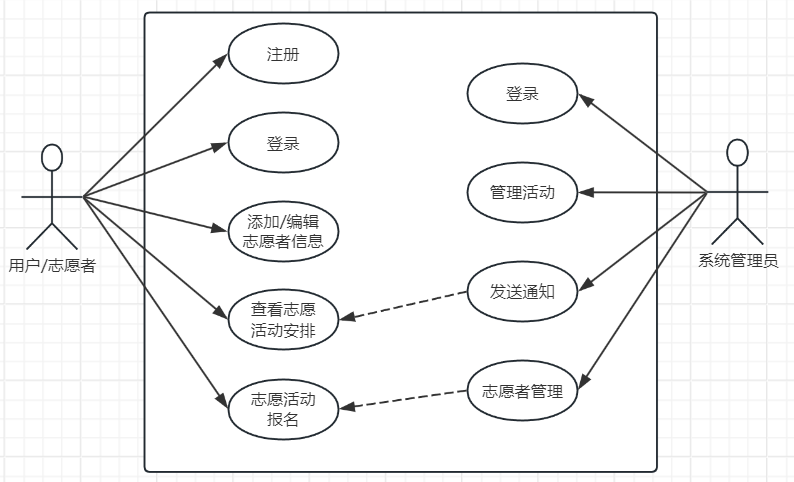 注册
登录
添加/编辑
志愿者信息
查看志愿
活动安排
志愿活动
报名
登录
管理活动
发送通知
志愿者管理
用户/志愿者
系统管理员